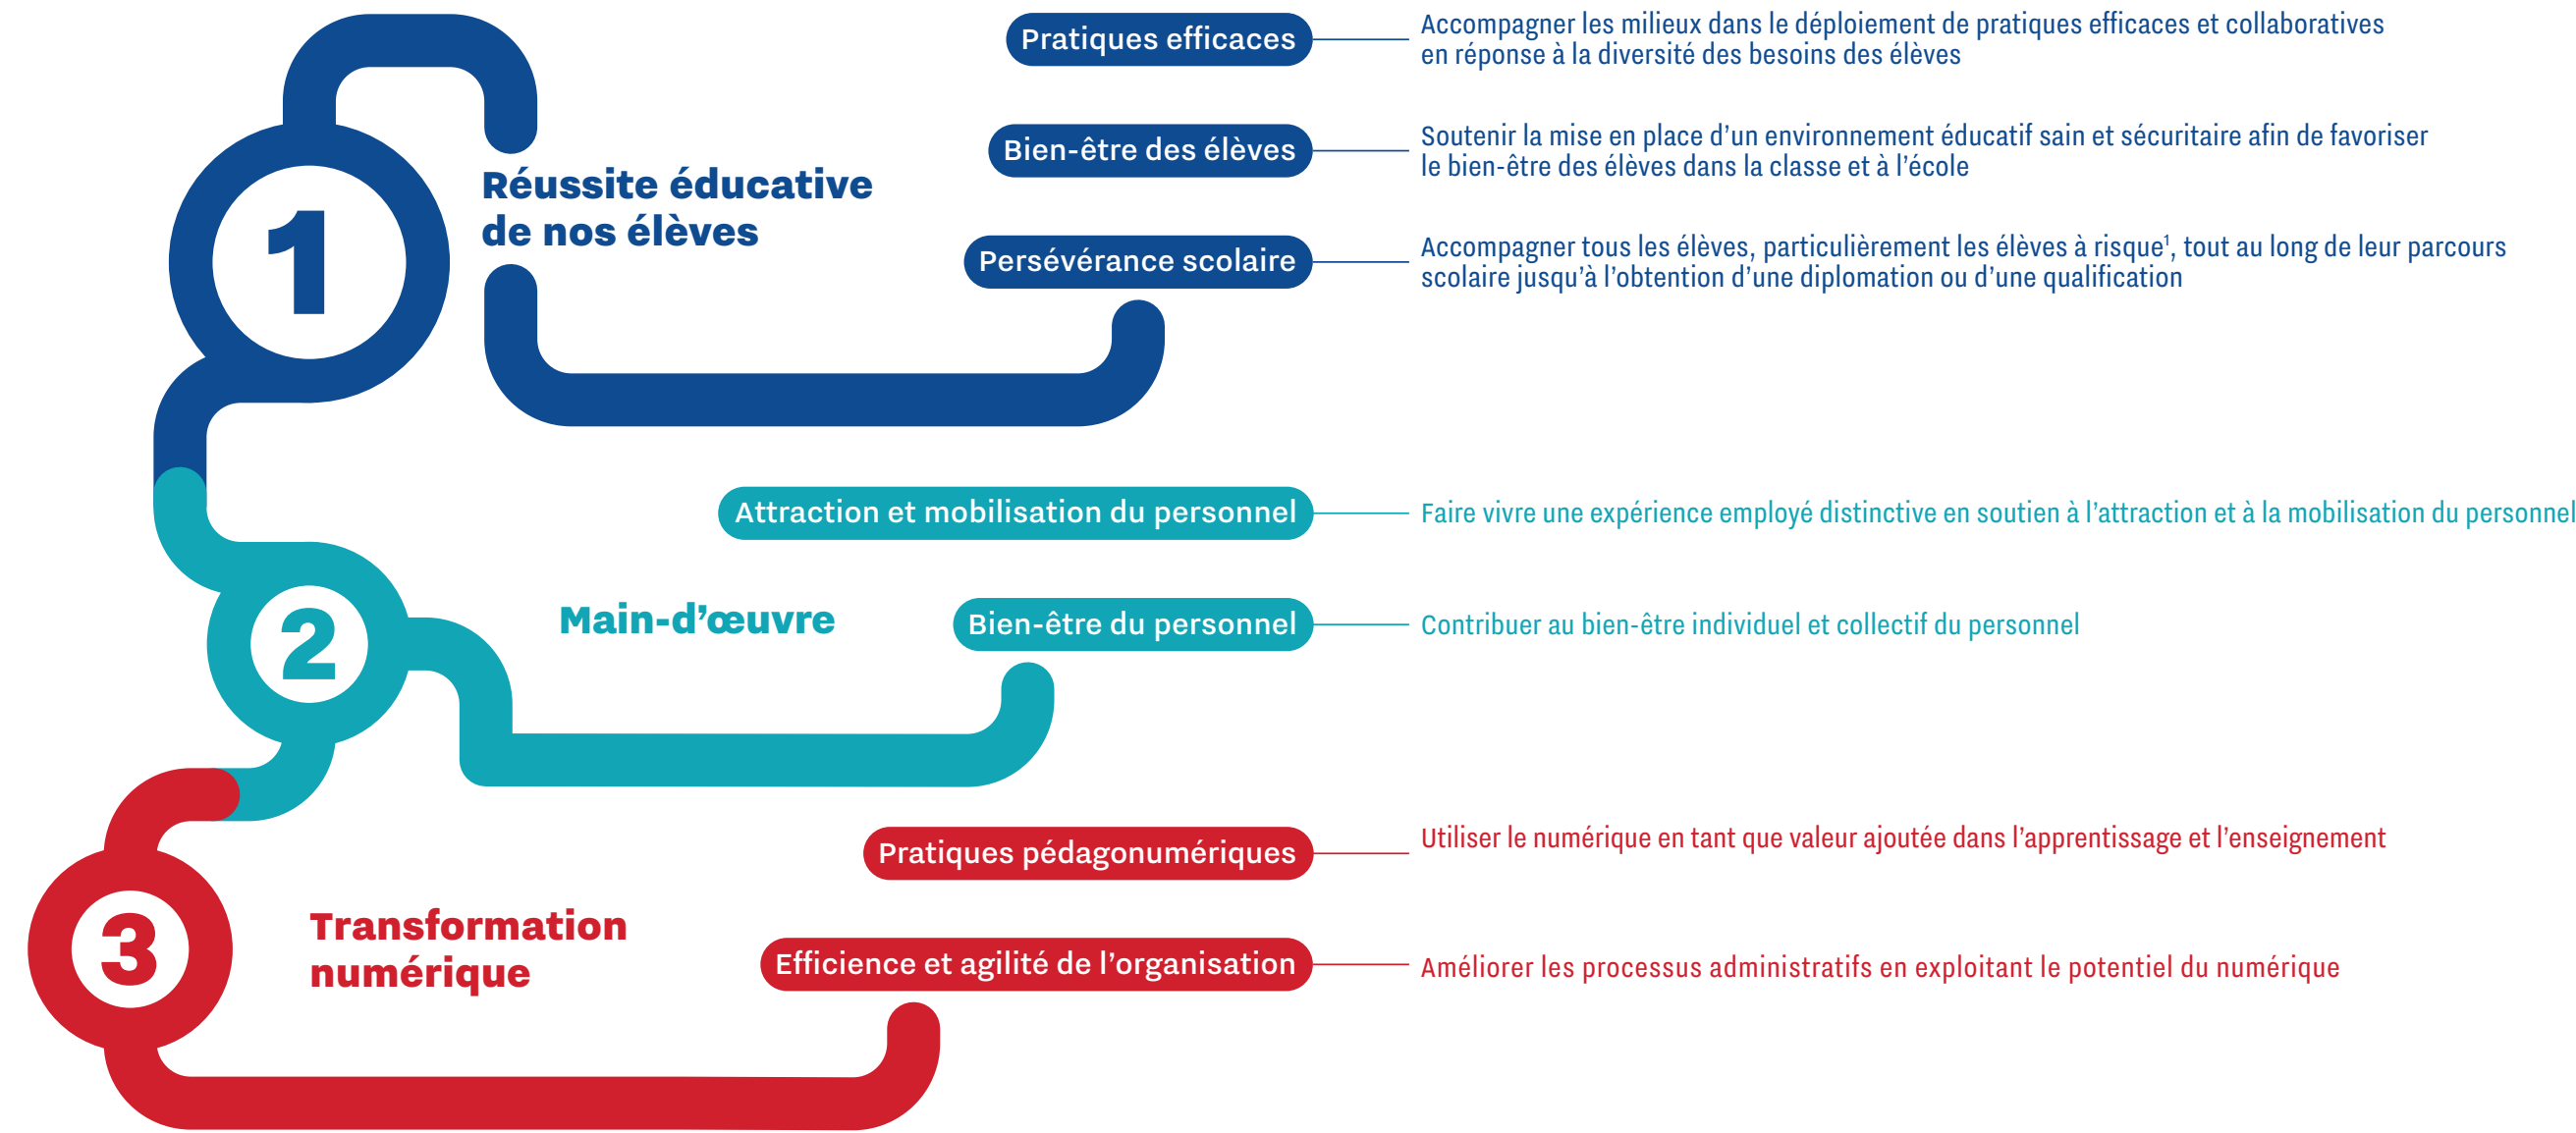 1
Réussite éducative
de nos élèves
Pratiques efficaces
Accompagner les milieux dans le déploiement de pratiques efficaces et collaboratives
en réponse à la diversité des besoins des élèves
Bien-être des élèves
Soutenir la mise en place d’un environnement éducatif sain et sécuritaire afin de favoriser
le bien-être des élèves dans la classe et à l’école
Persévérance scolaire
Accompagner tous les élèves, particulièrement les élèves à risque¹, tout au long de leur parcours
scolaire jusqu’à l’obtention d’une diplomation ou d’une qualification
2
Main-d’œuvre
Attraction et mobilisation du personnel
Faire vivre une expérience employé distinctive en soutien à l’attraction et à la mobilisation du personnel
Bien-être du personnel
Contribuer au bien-être individuel et collectif du personnel
3
Transformation
numérique
Pratiques pédagonumériques
Utiliser le numérique en tant que valeur ajoutée dans l’apprentissage et l’enseignement
Efficience et agilité de l’organisation
Améliorer les processus administratifs en exploitant le potentiel du numérique